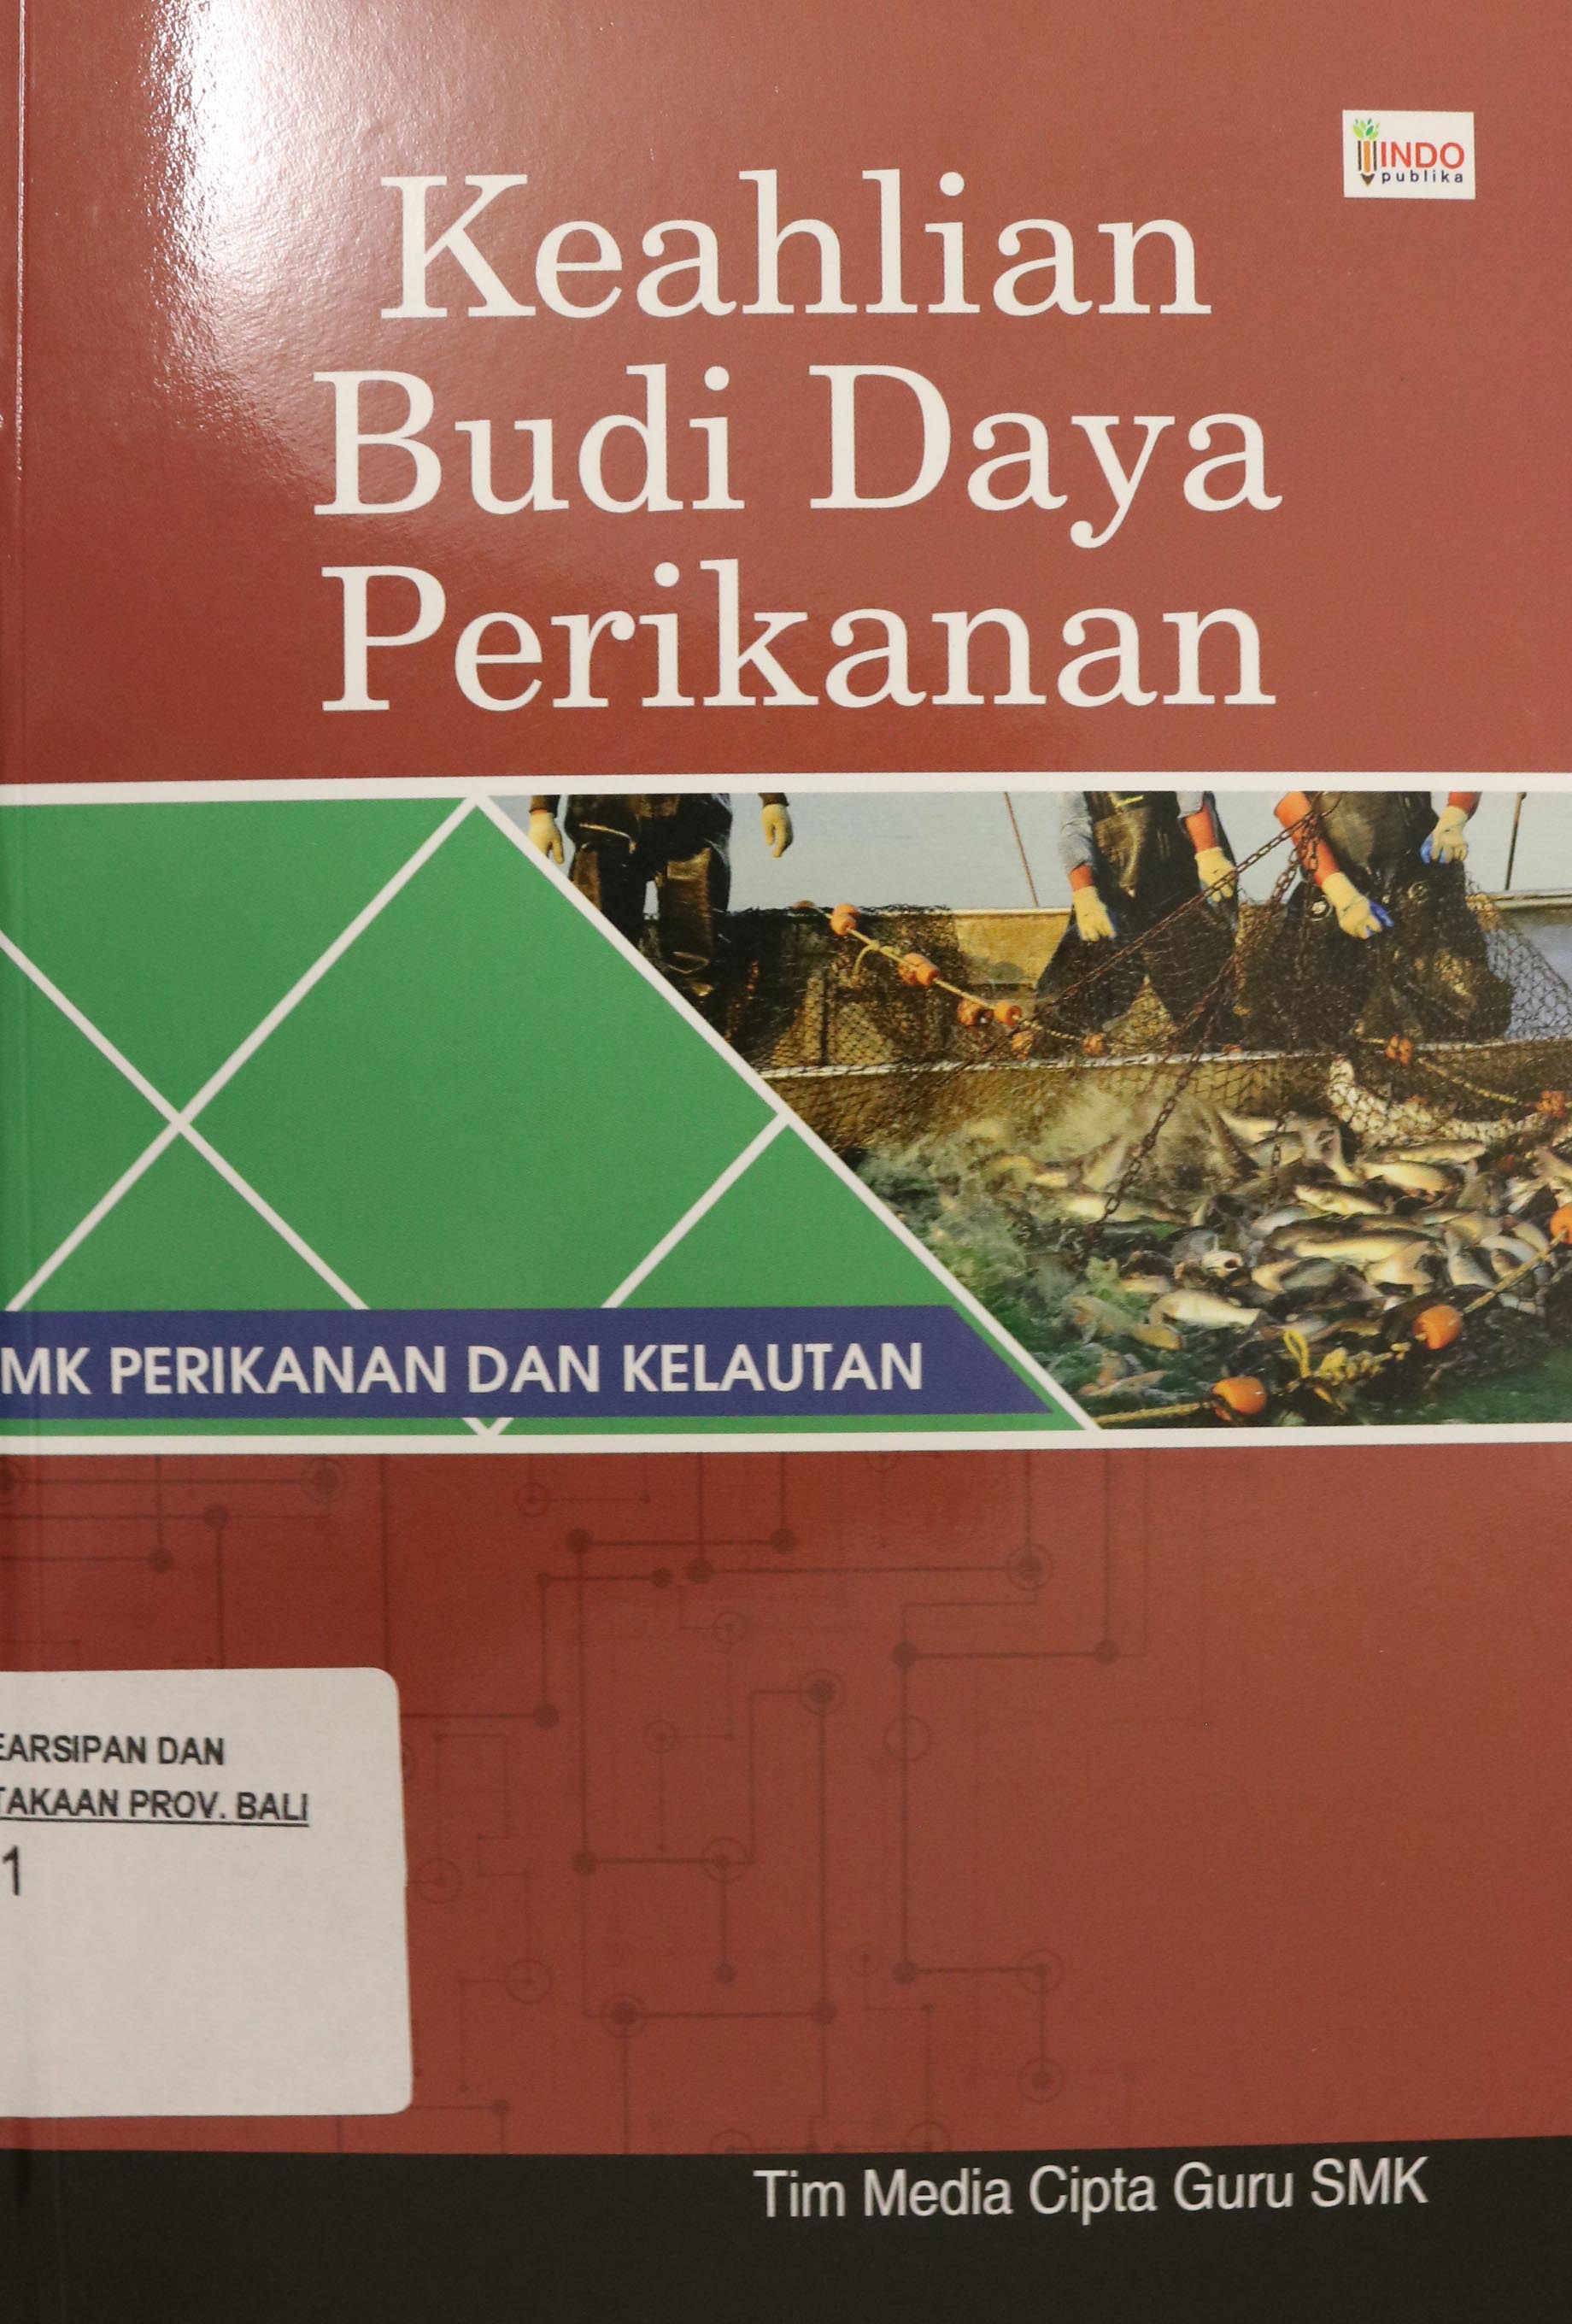 INDO
publika
Keahlian
Budi Daya
Perikanan
MK PERIKANAN DAN KELAUTAN
EARSIPAN DAN
TAKAAN PROV. BALI
1
Tim Media Cipta Guru SMK